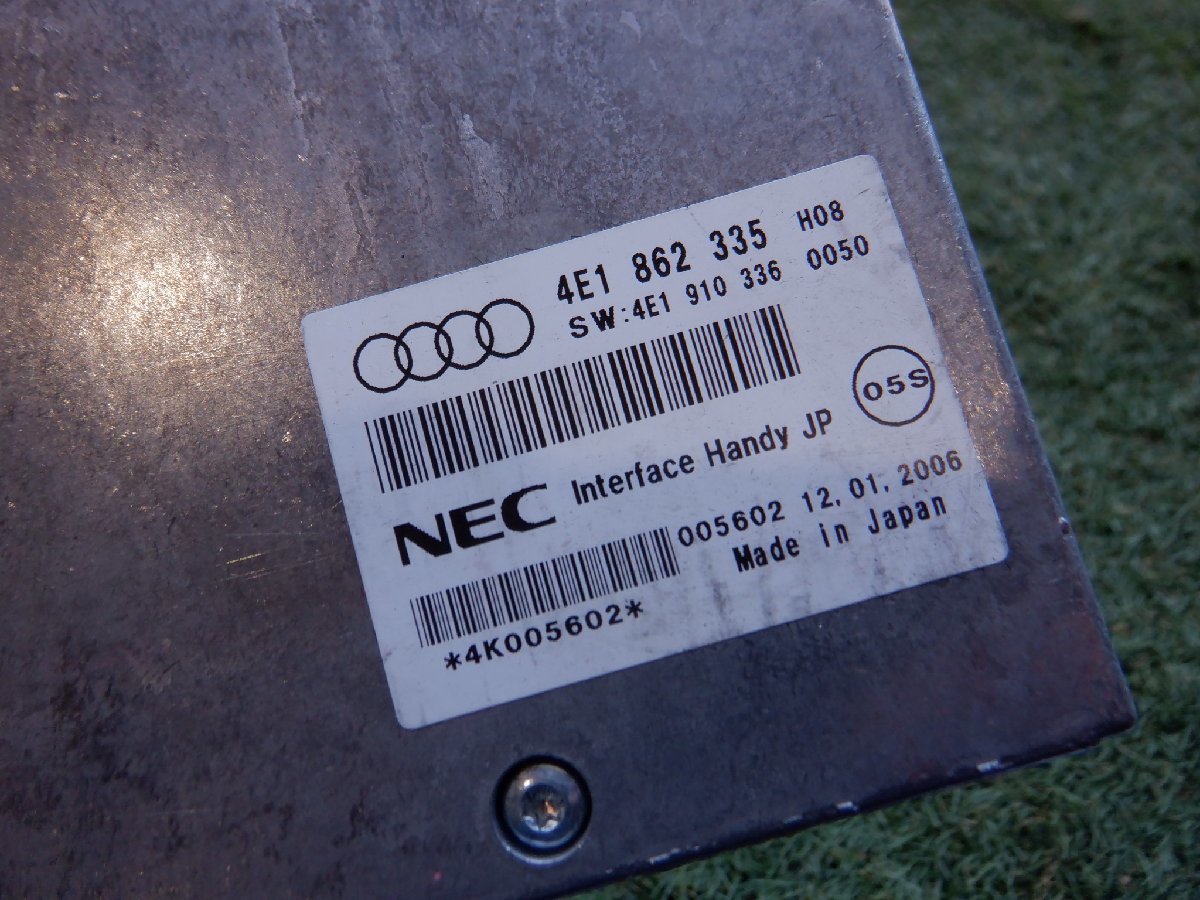 4E1 862 335 H08
SW:4E1 910 336 0050
05S
NEC Interface Handy JP
005602 12.01.2006
Made in Japan
*4K005602*